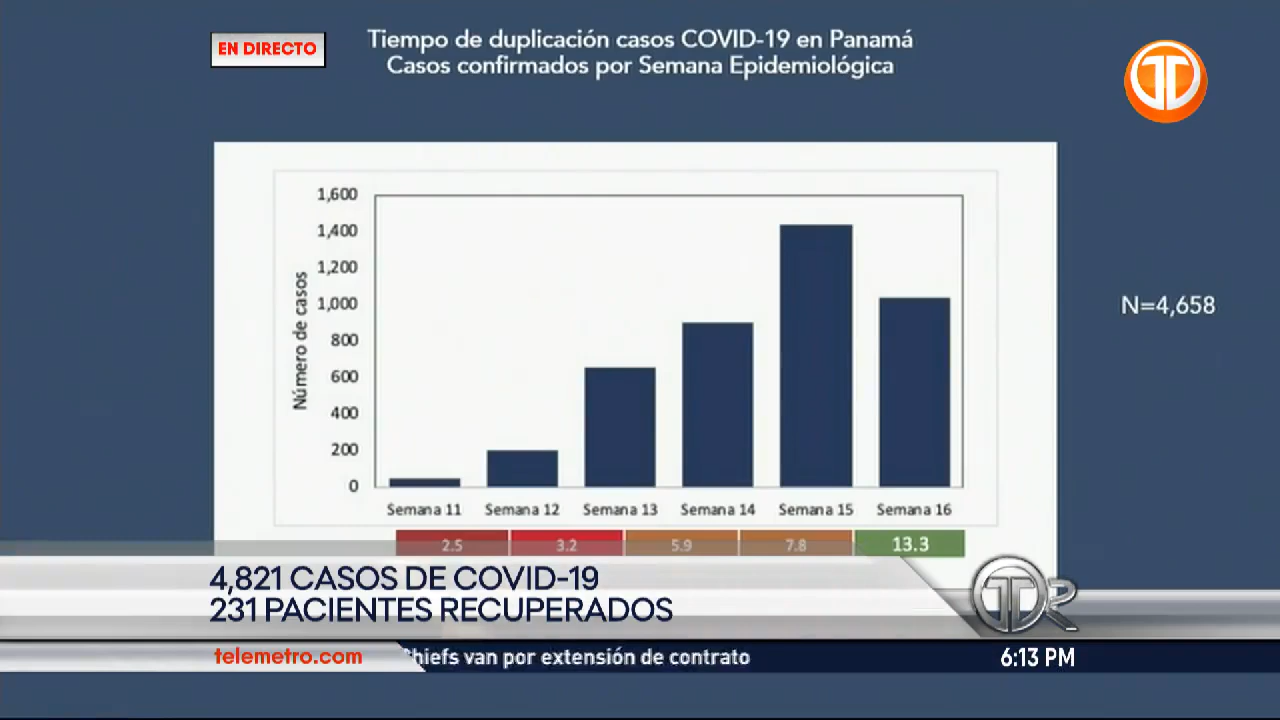 EN DIRECTO
Tiempo de duplicación casos COVID-19 en Panamá
Casos confirmados por Semana Epidemiológica
1,600
1,400
1,200
1,000
800
600
400
200
0
Número de casos
Semana 11
Semana 12
Semana 13
Semana 14
Semana 15
Semana 16
2.5
3.2
5.9
7.8
13.3
N=4,658
4,821 CASOS DE COVID-19
231 PACIENTES RECUPERADOS
telemetro.com
Chiefs van por extensión de contrato
6:13 PM